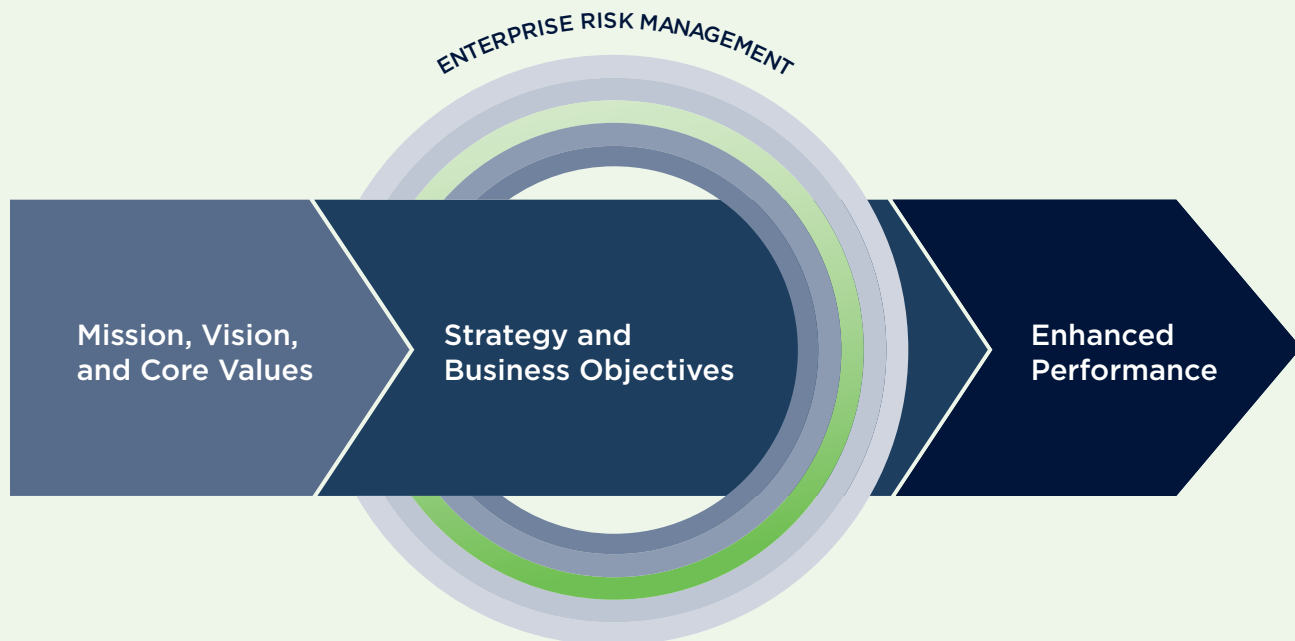 ENTERPRISE RISK MANAGEMENT
Mission, Vision,
and Core Values
Strategy and
Business Objectives
Enhanced
Performance